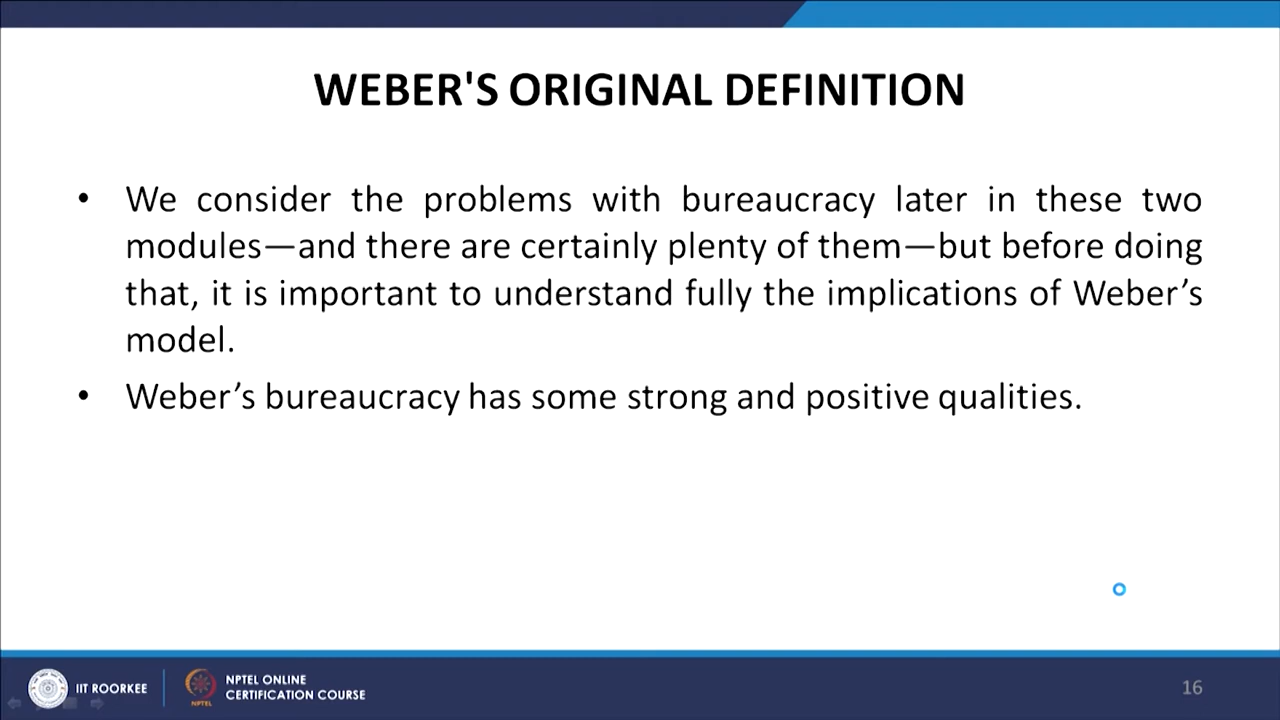 WEBER'S ORIGINAL DEFINITION
• We consider the problems with bureaucracy later in these two
modules—and there are certainly plenty of them—but before doing
that, it is important to understand fully the implications of Weber’s
model.
• Weber’s bureaucracy has some strong and positive qualities.
IIT ROORKEE
NPTEL
NPTEL ONLINE
CERTIFICATION COURSE
16